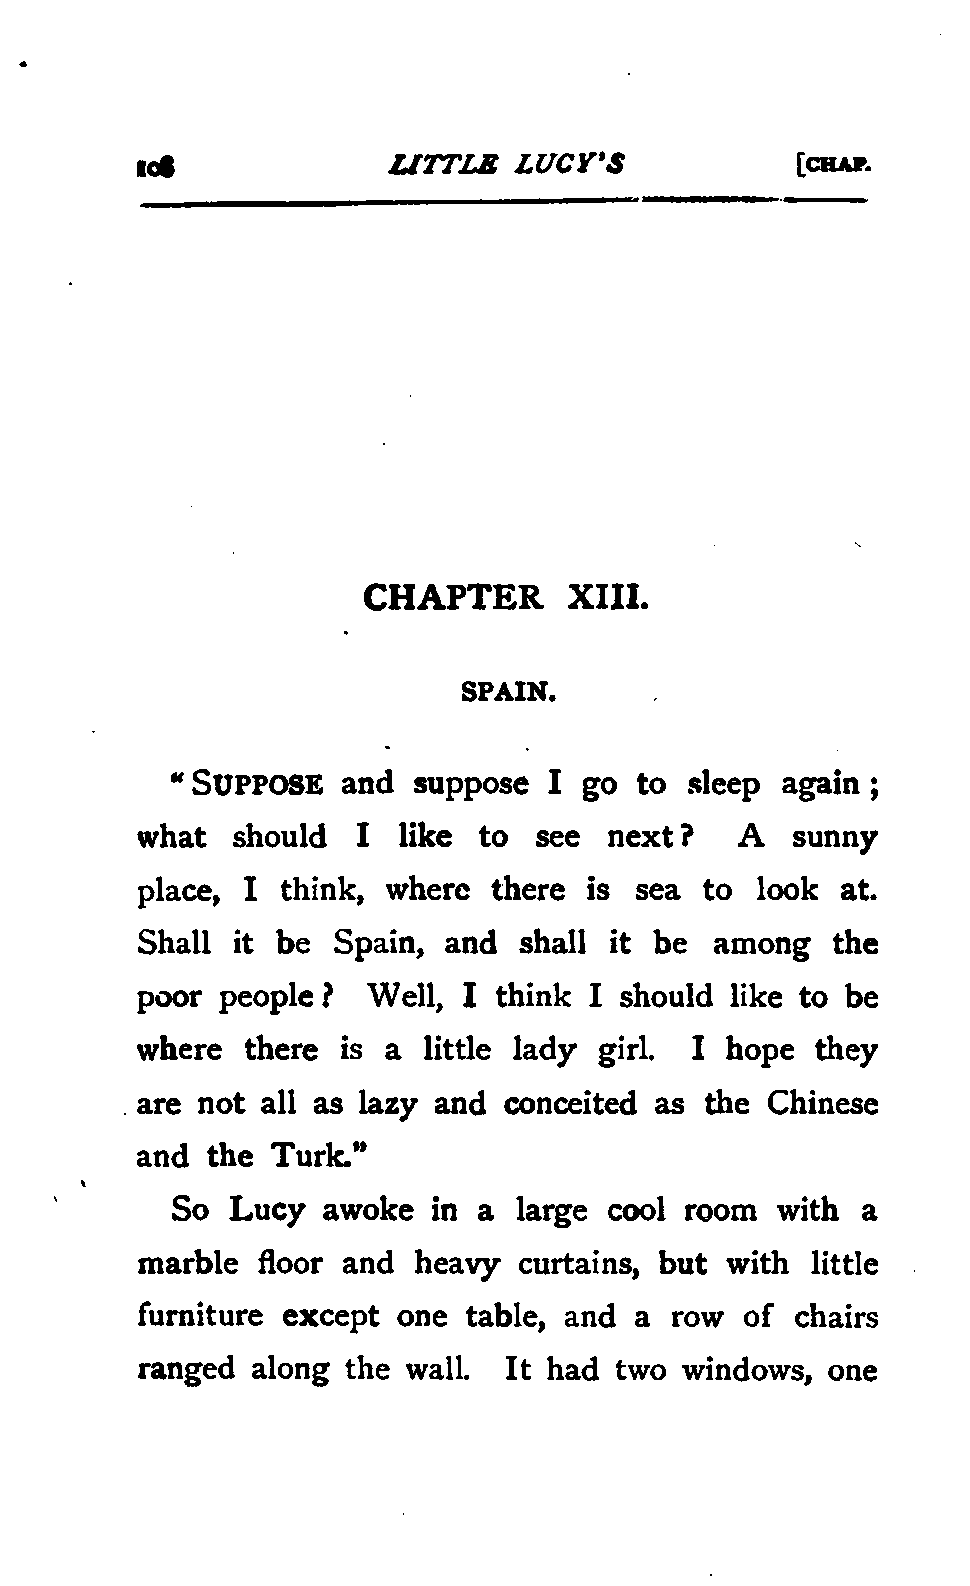 108 LITTLE LUCY'S [CHAP.
CHAPTER XIII.
SPAIN.
"SUPPOSE and suppose I go to sleep again;
what should I like to see next? A sunny
place, I think, where there is sea to look at.
Shall it be Spain, and shall it be among the
poor people? Well, I think I should like to be
where there is a little lady girl. I hope they
are not all as lazy and conceited as the Chinese
and the Turk."
So Lucy awoke in a large cool room with a
marble floor and heavy curtains, but with little
furniture except one table, and a row of chairs
ranged along the wall. It had two windows, one